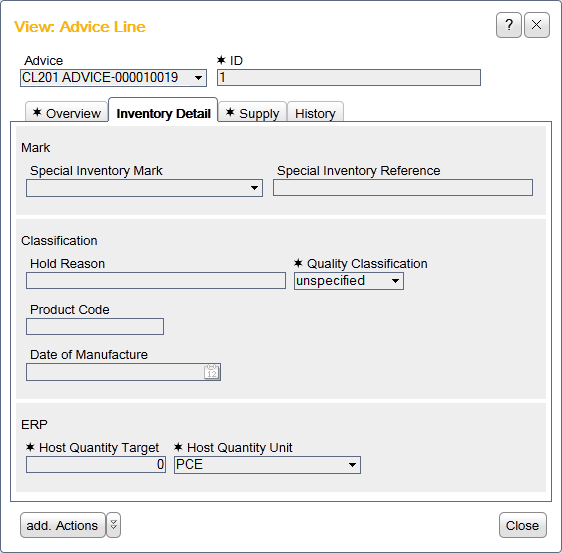 View: Advice Line
?
Advice ✶ ID
CL201 ADVICE-000010019 1
✶ Overview Inventory Detail ✶ Supply History
Mark
Special Inventory Mark Special Inventory Reference
Classification
Hold Reason ✶ Quality Classification
unspecified
Product Code
Date of Manufacture
12
ERP
✶ Host Quantity Target ✶ Host Quantity Unit
0 PCE
add. Actions Close